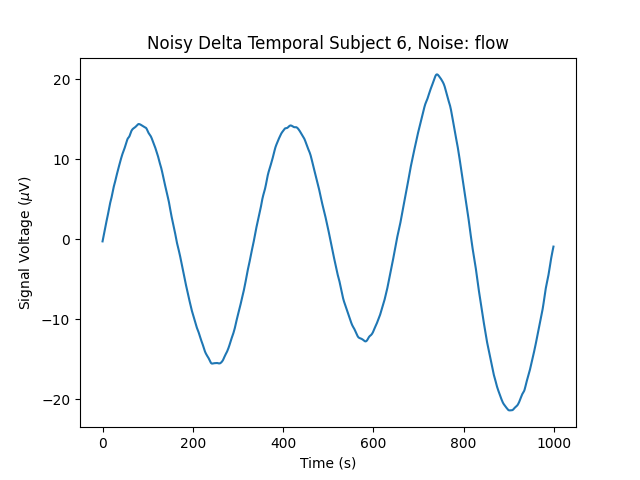 Noisy Delta Temporal Subject 6, Noise: flow
20
10
0
−10
−20
Signal Voltage (μV)
0 200 400 600 800 1000
Time (s)